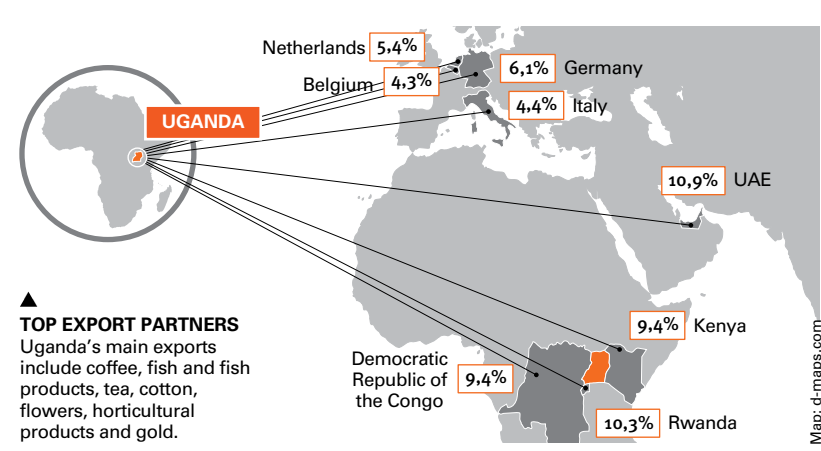 Netherlands 5,4%
Belgium 4,3%
6,1% Germany
4,4% Italy
UGANDA
10,9% UAE
▲
TOP EXPORT PARTNERS
Uganda's main exports
include coffee, fish and fish
products, tea, cotton,
flowers, horticultural
products and gold.
9,4% Kenya
Democratic
Republic of
the Congo
9,4%
10,3% Rwanda
Map: d-maps.com